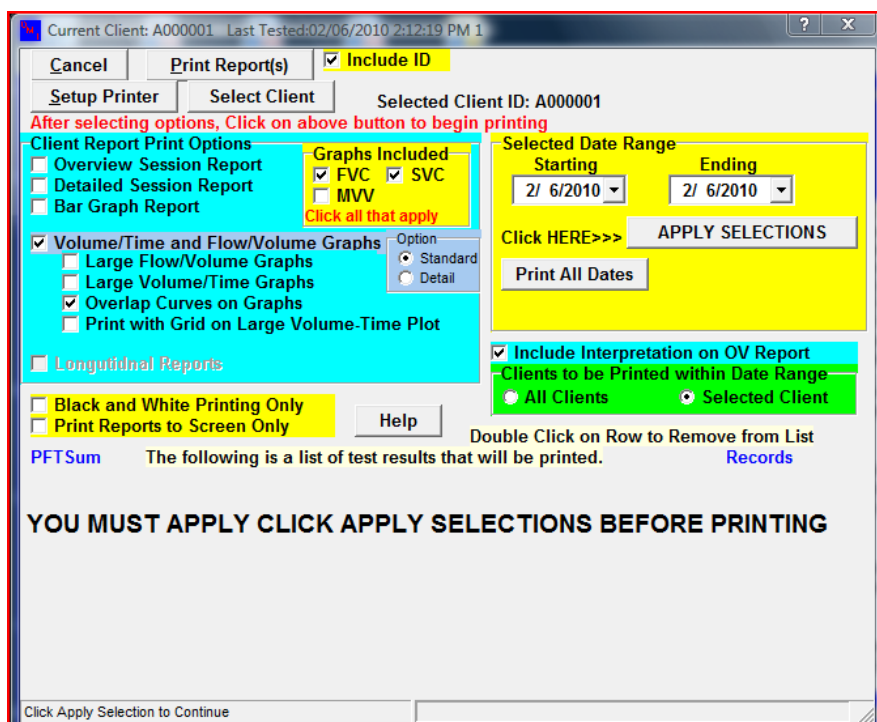 Current Client: A000001 Last Tested:02/06/2010 2:12:19 PM 1
? X
Cancel Print Report(s) Include ID
Setup Printer Select Client Selected Client ID: A000001
After selecting options, Click on above button to begin printing
Client Report Print Options
Overview Session Report
Detailed Session Report
Bar Graph Report
Graphs Included
FVC SVC
MVV
Click all that apply
Volume/Time and Flow/Volume Graphs
Large Flow/Volume Graphs
Large Volume/Time Graphs
Overlap Curves on Graphs
Print with Grid on Large Volume-Time Plot
Option
Standard
Detail
Longutidnal Reports
Selected Date Range
Starting Ending
2/ 6/2010 2/ 6/2010
Click HERE>>> APPLY SELECTIONS
Print All Dates
Include Interpretation on OV Report
Clients to be Printed within Date Range
All Clients Selected Client
Black and White Printing Only
Print Reports to Screen Only
Help
Double Click on Row to Remove from List
PFTSum The following is a list of test results that will be printed. Records
YOU MUST APPLY CLICK APPLY SELECTIONS BEFORE PRINTING
Click Apply Selection to Continue